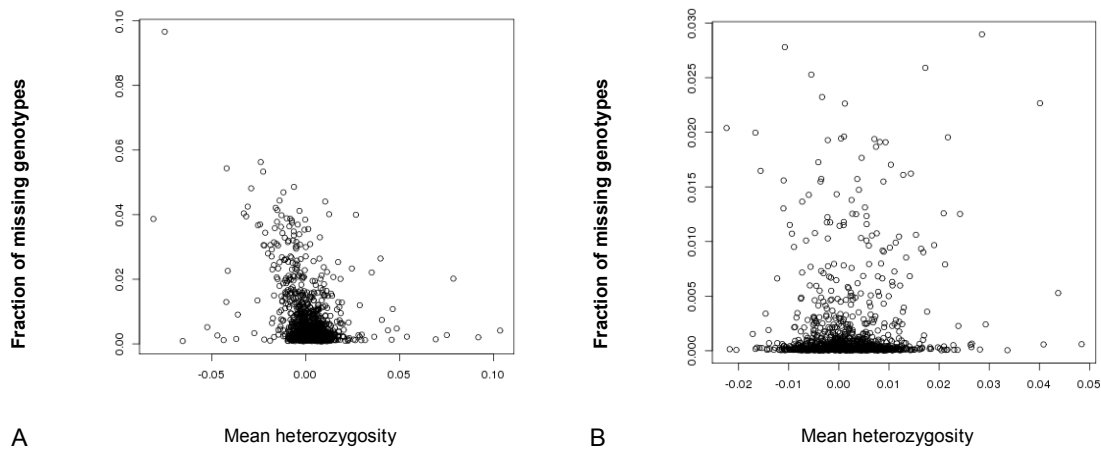 Fraction of missing genotypes
0.10
0.08
0.06
0.04
0.02
0.00
-0.05 0.00 0.05 0.10
A Mean heterozygosity
Fraction of missing genotypes
0.030
0.025
0.020
0.015
0.010
0.005
0.000
-0.02 -0.01 0.00 0.01 0.02 0.03 0.04 0.05
B Mean heterozygosity